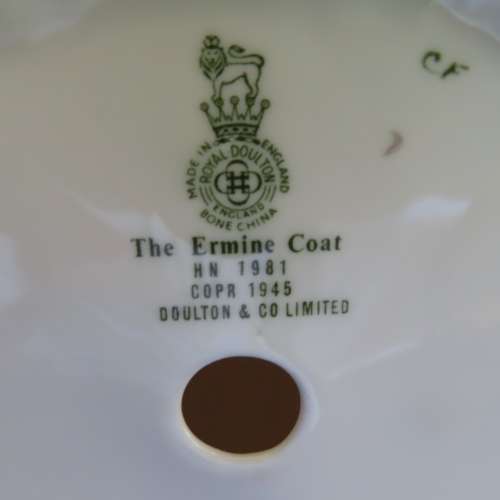 CF
MADE IN ENGLAND
ROYAL DOULTON
ENGLAND
BONE CHINA
The Ermine Coat
HN 1981
COPR 1945
DOULTON & CO LIMITED